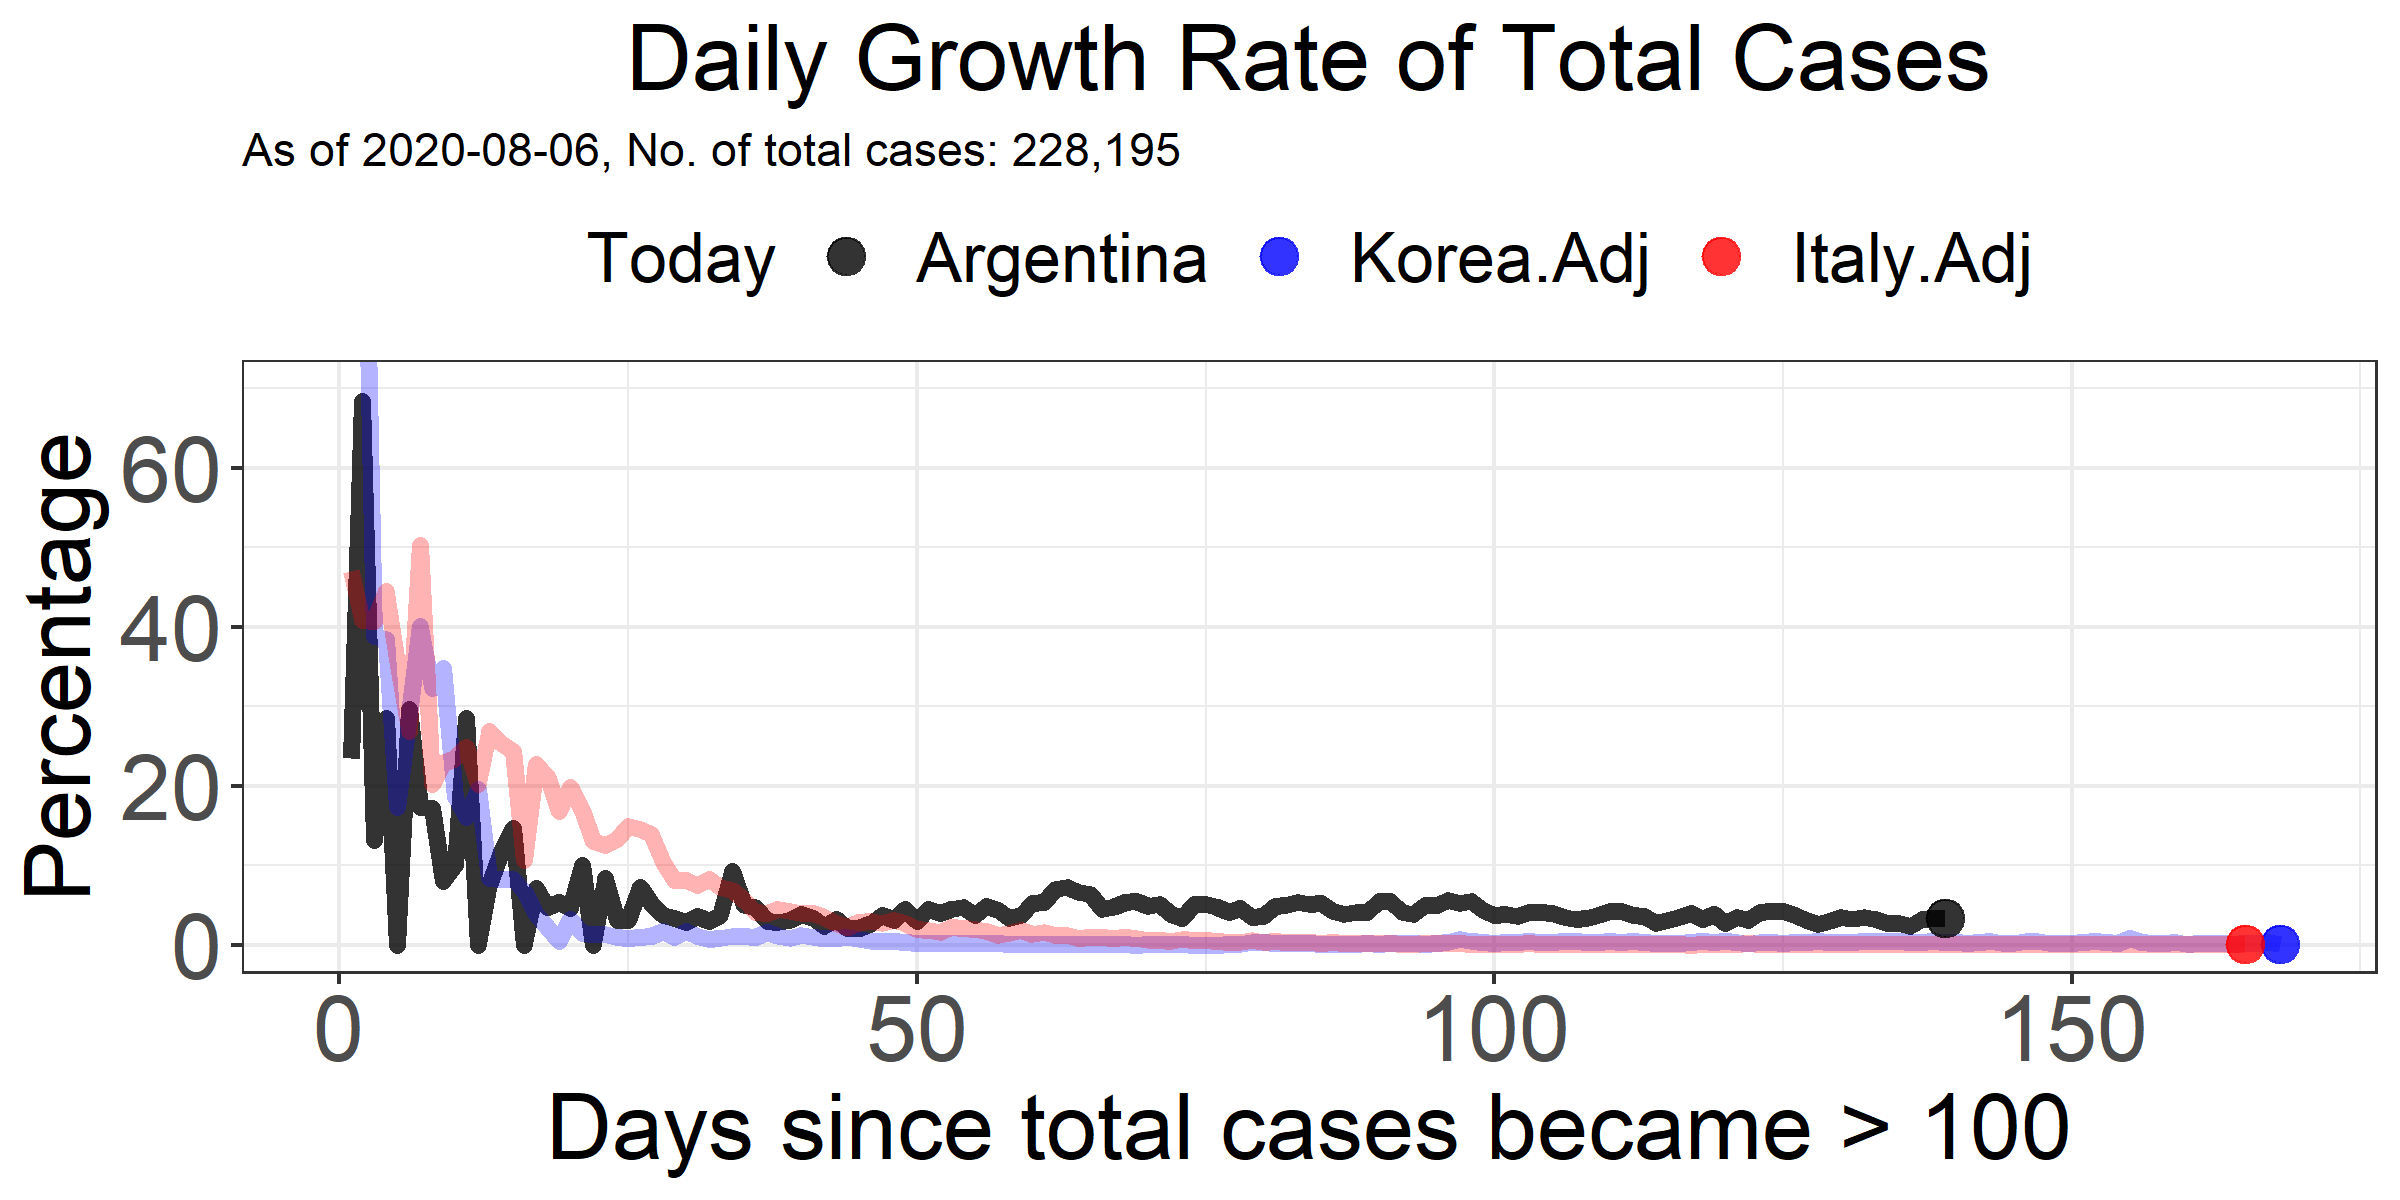 Daily Growth Rate of Total Cases
As of 2020-08-06, No. of total cases: 228,195
Today Argentina Korea.Adj Italy.Adj
Percentage
60
40
20
0
0 50 100 150
Days since total cases became > 100